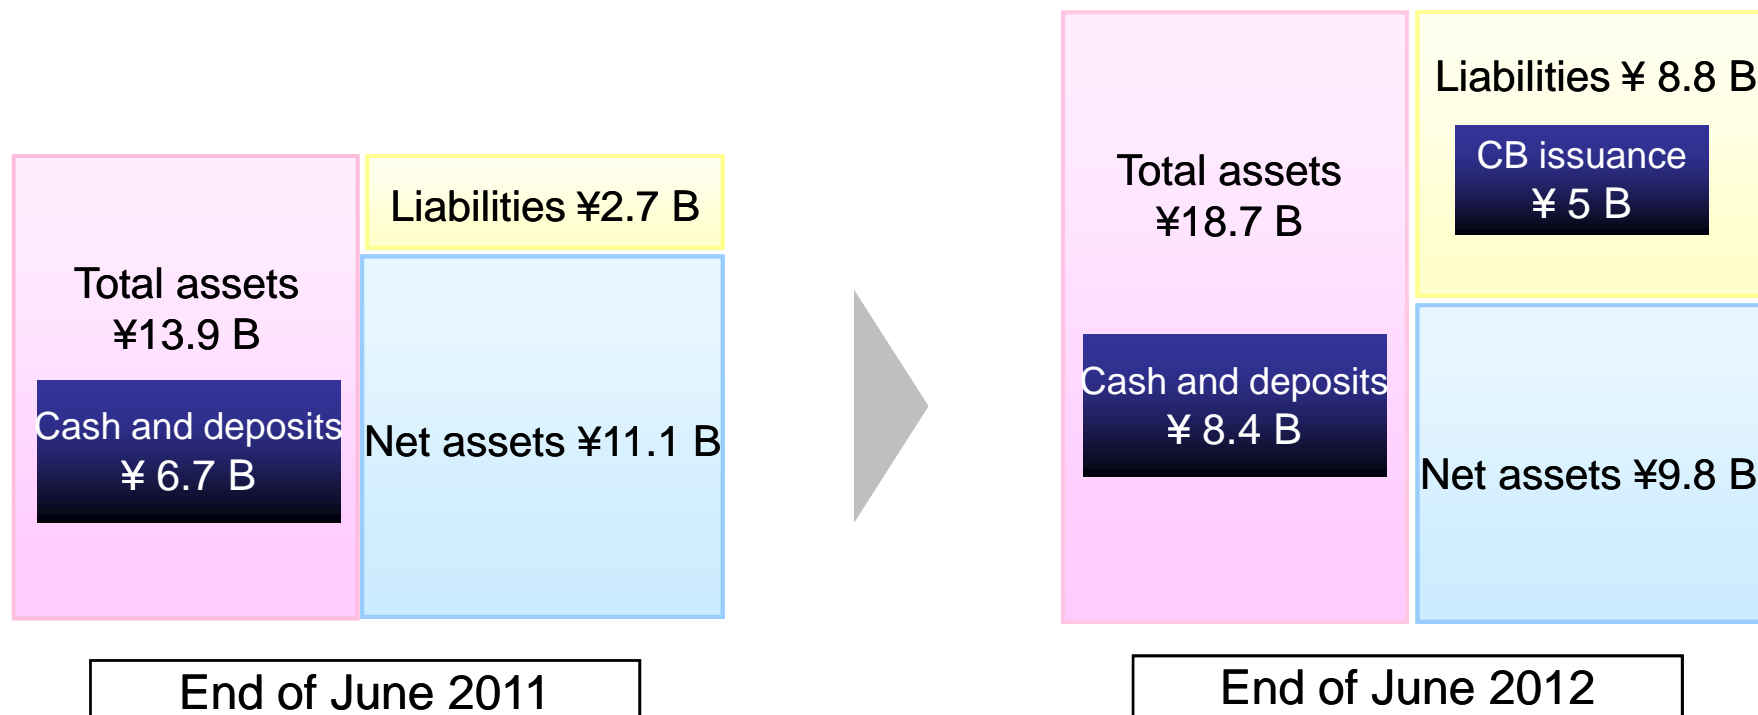 Total assets
¥13.9 B
Cash and deposits
¥ 6.7 B
Liabilities ¥2.7 B
Net assets ¥11.1 B
End of June 2011
Total assets
¥18.7 B
Cash and deposits
¥ 8.4 B
Liabilities ¥ 8.8 B
CB issuance
¥ 5 B
Net assets ¥9.8 B
End of June 2012